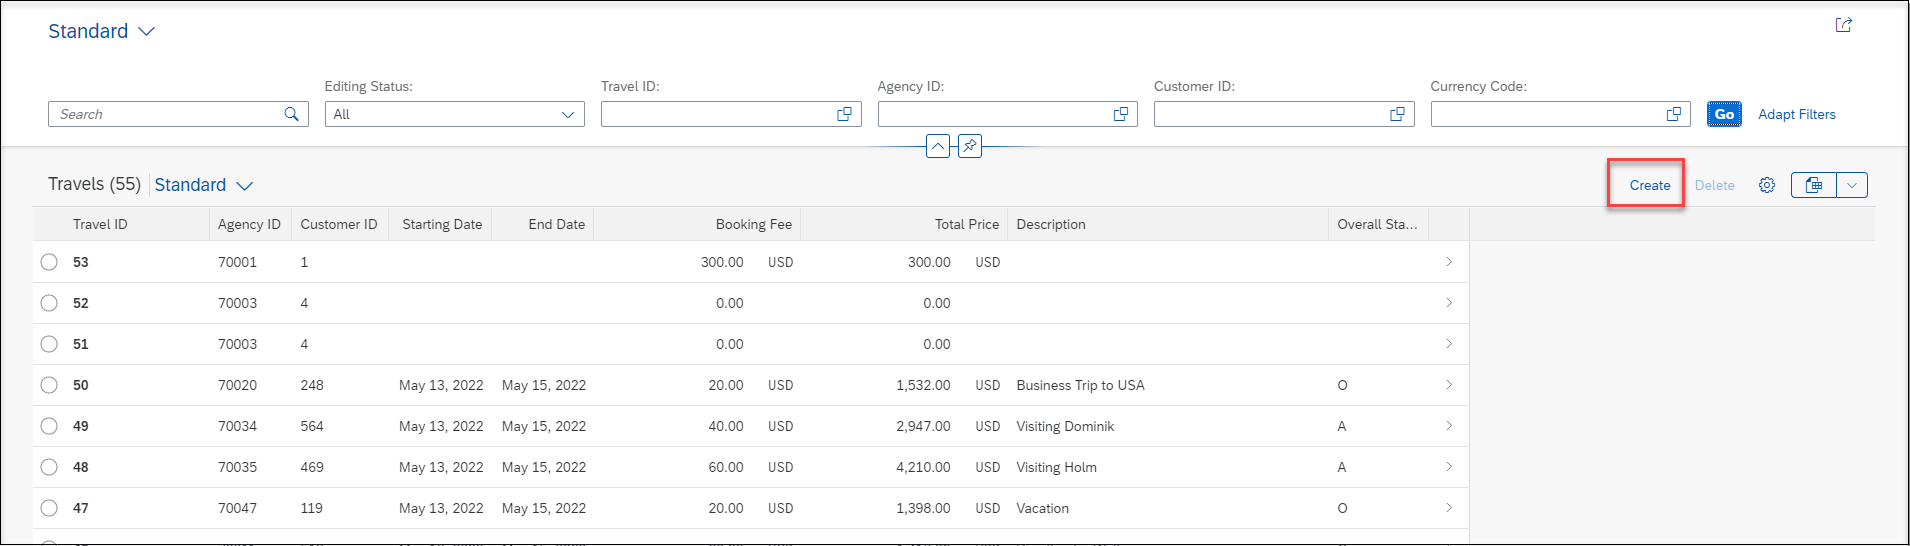 Standard
Editing Status: Travel ID: Agency ID: Customer ID: Currency Code:
Search All Go Adapt Filters
Travels (55) Standard Create Delete
Travel ID Agency ID Customer ID Starting Date End Date Booking Fee Total Price Description Overall Sta...
53 70001 1 300.00 USD 300.00 USD
52 70003 4 0.00 0.00
51 70003 4 0.00 0.00
50 70020 248 May 13, 2022 May 15, 2022 20.00 USD 1,532.00 USD Business Trip to USA O
49 70034 564 May 13, 2022 May 15, 2022 40.00 USD 2,947.00 USD Visiting Dominik A
48 70035 469 May 13, 2022 May 15, 2022 60.00 USD 4,210.00 USD Visiting Holm A
47 70047 119 May 13, 2022 May 15, 2022 20.00 USD 1,398.00 USD Vacation O